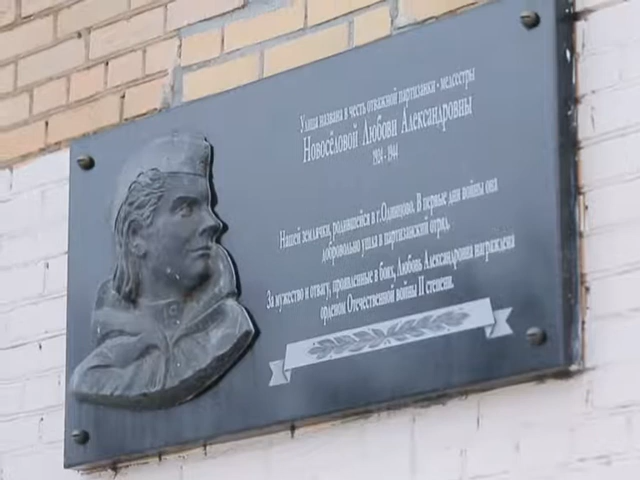 Улица названа в честь отважной партизанки - медсестры
Новосёловой Любови Александровны
1924 - 1944
Нашей землячки, родившейся в г.Одинцово. В первые дни войны она
добровольно ушла в партизанский отряд.
За мужество и отвагу, проявленные в боях, Любовь Александровна награждена
орденом Отечественной войны II степени.